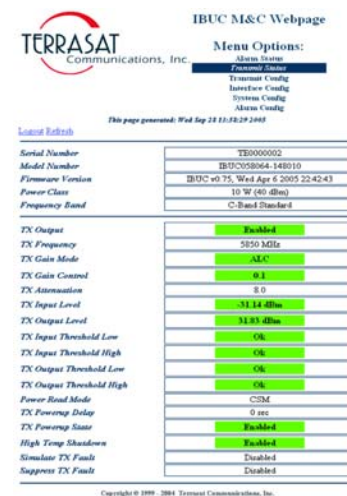 IBUC M&C Webpage
TERRASAT
Communications, Inc.
Menu Options:
Alarm Status
Transmit Status
Transmit Config
Interface Config
System Config
Alarm Config
This page generated: Wed Sep 28 13:58:29 2005
Logout Refresh
Serial Number TE0000002
Model Number IBUC058064-148010
Firmware Version IBUC v0.75, Wed Apr 6 2005 22:42:43
Power Class 10 W (40 dBm)
Frequency Band C-Band Standard
TX Output Enabled
TX Frequency 5850 MHz
TX Gain Mode ALC
TX Gain Control 0.1
TX Attenuation 8.0
TX Input Level -31.14 dBm
TX Output Level 31.03 dBm
TX Input Threshold Low Ok
TX Input Threshold High Ok
TX Output Threshold Low Ok
TX Output Threshold High Ok
Power Read Mode CSM
TX Powerup Delay 0 sec
TX Powerup State Enabled
High Temp Shutdown Enabled
Simulate TX Fault Disabled
Suppress TX Fault Disabled
Copyright © 1999 - 2004 Terrasat Communications, Inc.